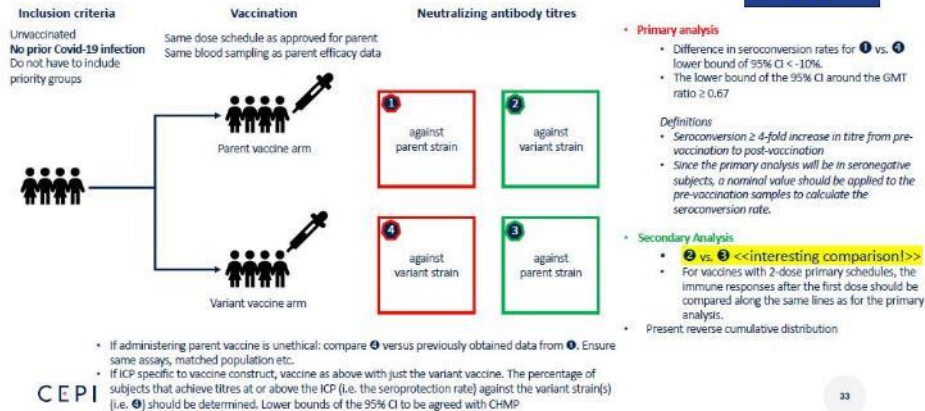 Inclusion criteria
Unvaccinated
No prior Covid-19 infection
Do not have to include
priority groups
Vaccination
Same dose schedule as approved for parent
Same blood sampling as parent efficacy data
Parent vaccine arm
Variant vaccine arm
Neutralizing antibody titres
1
against
parent strain
2
against
variant strain
4
against
variant strain
3
against
parent strain
• Primary analysis
• Difference in seroconversion rates for ❶ vs. ❹
lower bound of 95% CI < -10%.
• The lower bound of the 95% CI around the GMT
ratio ≥ 0.67
Definitions
• Seroconversion ≥ 4-fold increase in titre from pre-
vaccination to post-vaccination
• Since the primary analysis will be in seronegative
subjects, a nominal value should be applied to the
pre-vaccination samples to calculate the
seroconversion rate.
• Secondary Analysis
• ❷ vs. ❸ <<interesting comparison!>>
• For vaccines with 2-dose primary schedules, the
immune responses after the first dose should be
compared along the same lines as for the primary
analysis.
• Present reverse cumulative distribution
• If administering parent vaccine is unethical: compare ❹ versus previously obtained data from ❶. Ensure
same assays, matched population etc.
• If ICP specific to vaccine construct, vaccine as above with just the variant vaccine. The percentage of
subjects that achieve titres at or above the ICP (i.e. the seroprotection rate) against the variant strain(s)
(i.e. ❹) should be determined. Lower bounds of the 95% CI to be agreed with CHMP
CEPI
33